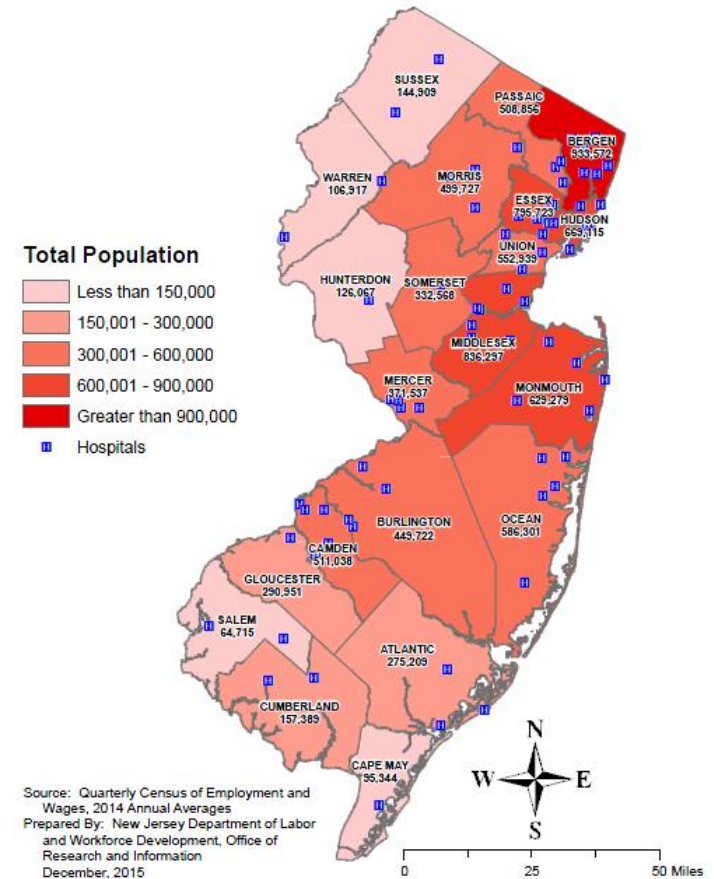 SUSSEX
144,909
PASSAIC
508,856
BERGEN
933,572
WARREN
106,917
MORRIS
499,727
ESSEX
795,723
HUDSON
669,115
UNION
552,939
Total Population
Less than 150,000
150,001 - 300,000
300,001 - 600,000
600,001 - 900,000
Greater than 900,000
H Hospitals
HUNTERDON
126,067
SOMERSET
332,568
MIDDLESEX
836,297
MERCER
371,537
MONMOUTH
629,279
BURLINGTON
449,722
OCEAN
586,301
CAMDEN
511,038
GLOUCESTER
290,951
SALEM
64,715
ATLANTIC
275,209
CUMBERLAND
157,389
CAPE MAY
95,344
N
W E
S
Source: Quarterly Census of Employment and
Wages, 2014 Annual Averages
Prepared By: New Jersey Department of Labor
and Workforce Development, Office of
Research and Information
December, 2015
0 25 50 Miles